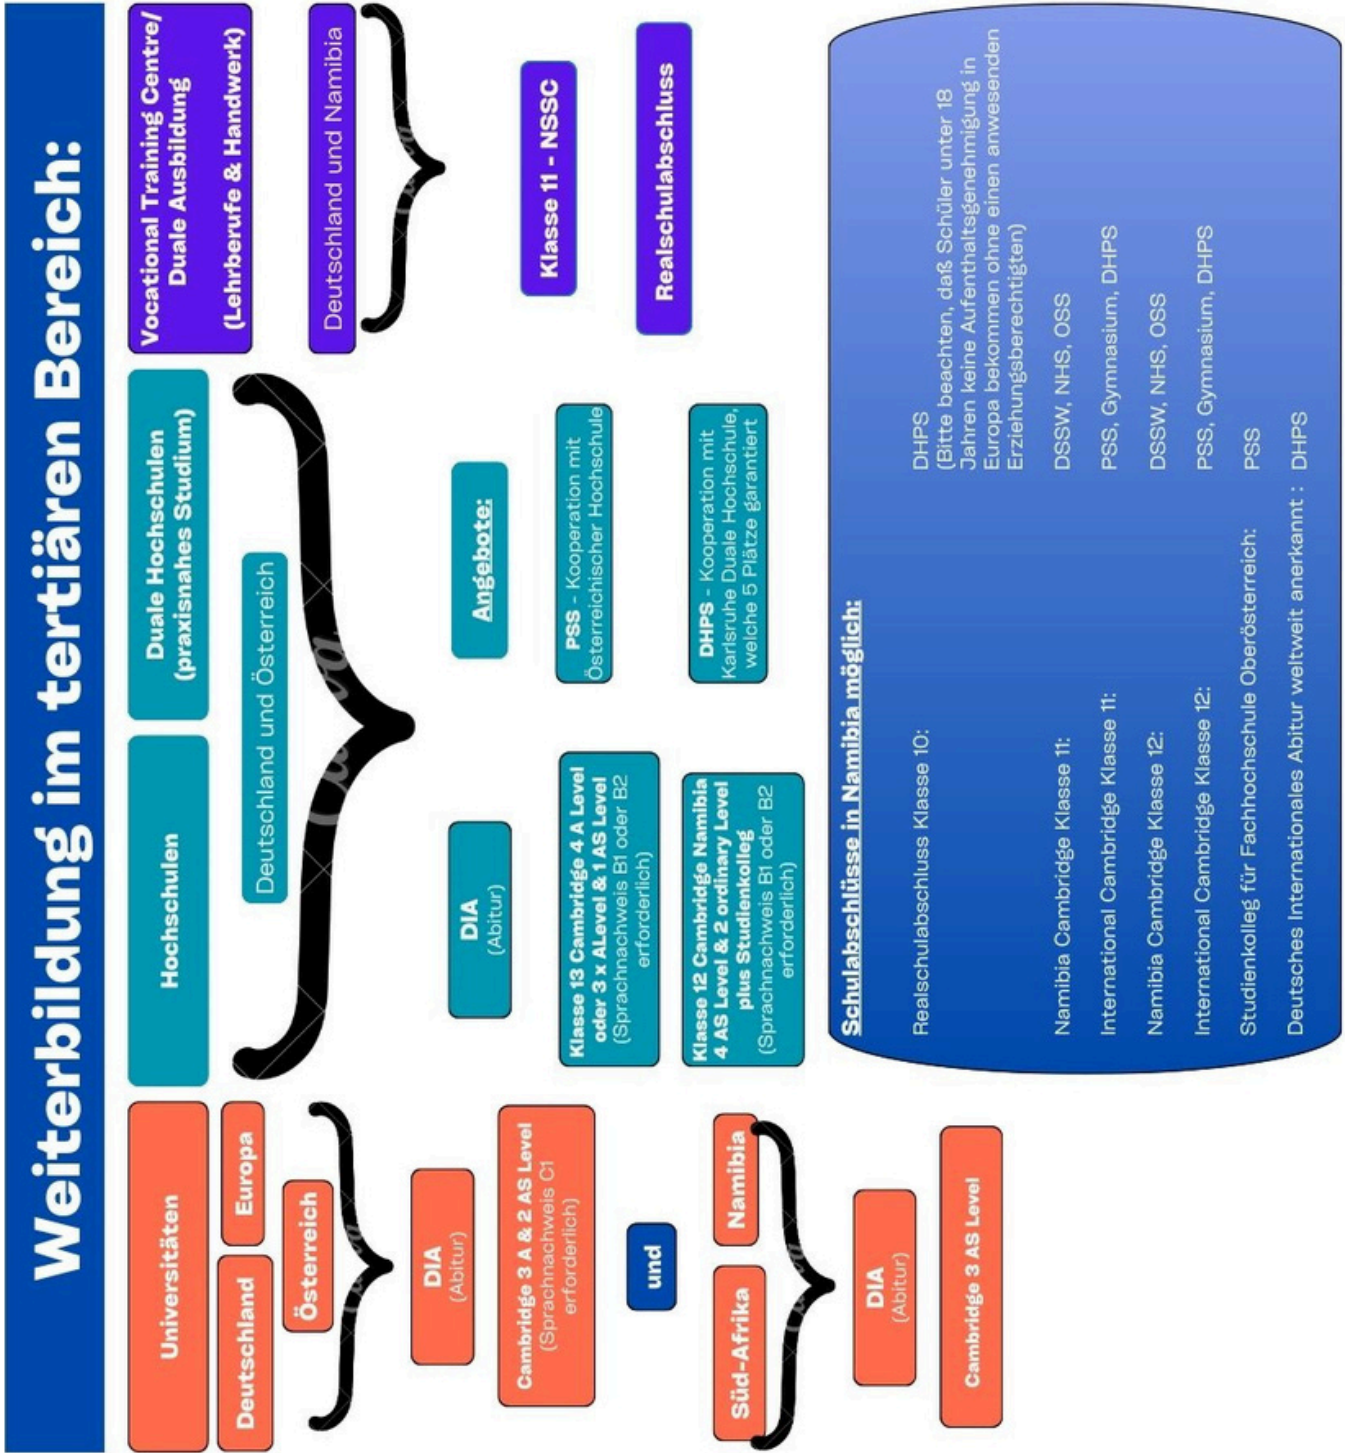 Weiterbildung im tertiären Bereich:
Universitäten
Deutschland
Europa
Österreich
DIA
(Abitur)
Cambridge 3 A & 2 AS Level
(Sprachnachweis C1
erforderlich)
und
Süd-Afrika
Namibia
DIA
(Abitur)
Cambridge 3 AS Level
Hochschulen
Duale Hochschulen
(praxisnahes Studium)
Deutschland und Österreich
DIA
(Abitur)
Klasse 13 Cambridge 4 A Level
oder 3 x ALevel & 1 AS Level
(Sprachnachweis B1 oder B2
erforderlich)
Klasse 12 Cambridge Namibia
4 AS Level & 2 ordinary Level
plus Studienkolleg
(Sprachnachweis B1 oder B2
erforderlich)
Angebote:
PSS - Kooperation mit
Österreichischer Hochschule
DHPS - Kooperation mit
Karlsruhe Duale Hochschule,
welche 5 Plätze garantiert
Vocational Training Centre/
Duale Ausbildung
(Lehrberufe & Handwerk)
Deutschland und Namibia
Klasse 11 - NSSC
Realschulabschluss
Schulabschlüsse in Namibia möglich:
Realschulabschluss Klasse 10: DHPS
(Bitte beachten, daß Schüler unter 18
Jahren keine Aufenthaltsgenehmigung in
Europa bekommen ohne einen anwesenden
Erziehungsberechtigten)
Namibia Cambridge Klasse 11: DSSW, NHS, OSS
International Cambridge Klasse 11: PSS, Gymnasium, DHPS
Namibia Cambridge Klasse 12: DSSW, NHS, OSS
International Cambridge Klasse 12: PSS, Gymnasium, DHPS
Studienkolleg für Fachhochschule Oberösterreich: PSS
Deutsches Internationales Abitur weltweit anerkannt : DHPS